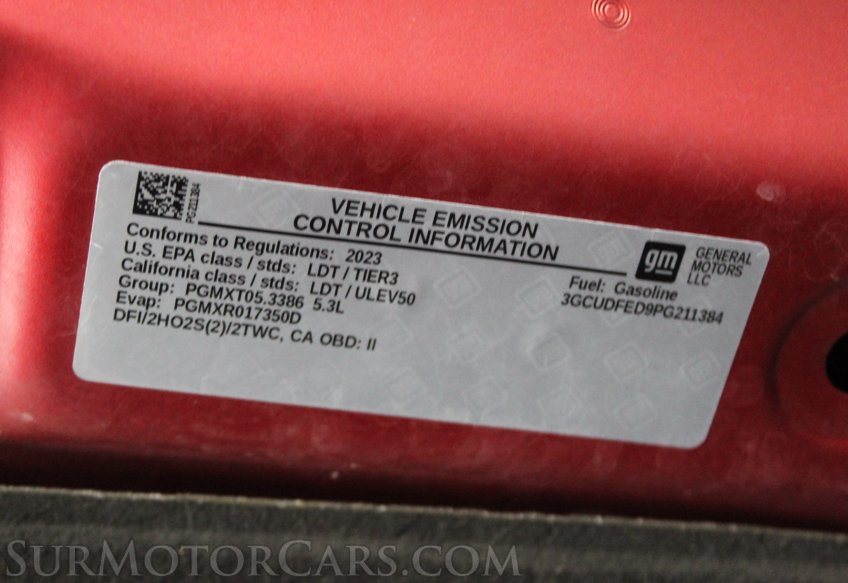 PG211384
VEHICLE EMISSION
CONTROL INFORMATION
gm
GENERAL
MOTORS
LLC
Conforms to Regulations: 2023
U.S. EPA class / stds: LDT / TIER3
California class / stds: LDT / ULEV50
Group: PGMXT05.3386 5.3L
Evap: PGMXR017350D
DFI/2HO2S(2)/2TWC, CA OBD: II
Fuel: Gasoline
3GCUDFED9PG211384
SurMotorCars.com